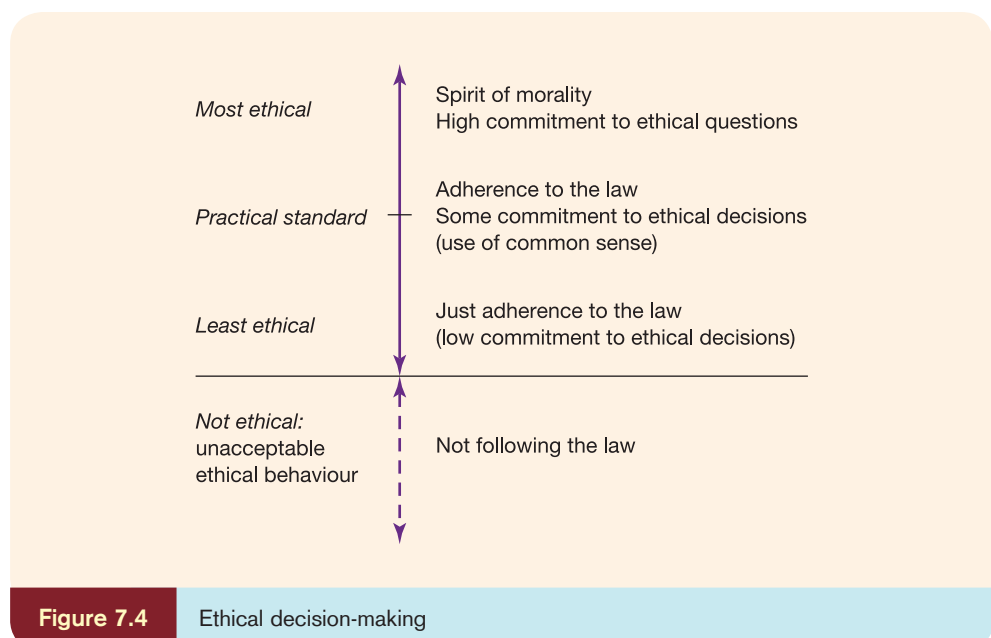 Most ethical
Spirit of morality
High commitment to ethical questions
Practical standard
Adherence to the law
Some commitment to ethical decisions
(use of common sense)
Least ethical
Just adherence to the law
(low commitment to ethical decisions)
Not ethical:
unacceptable
ethical behaviour
Not following the law
Figure 7.4
Ethical decision-making